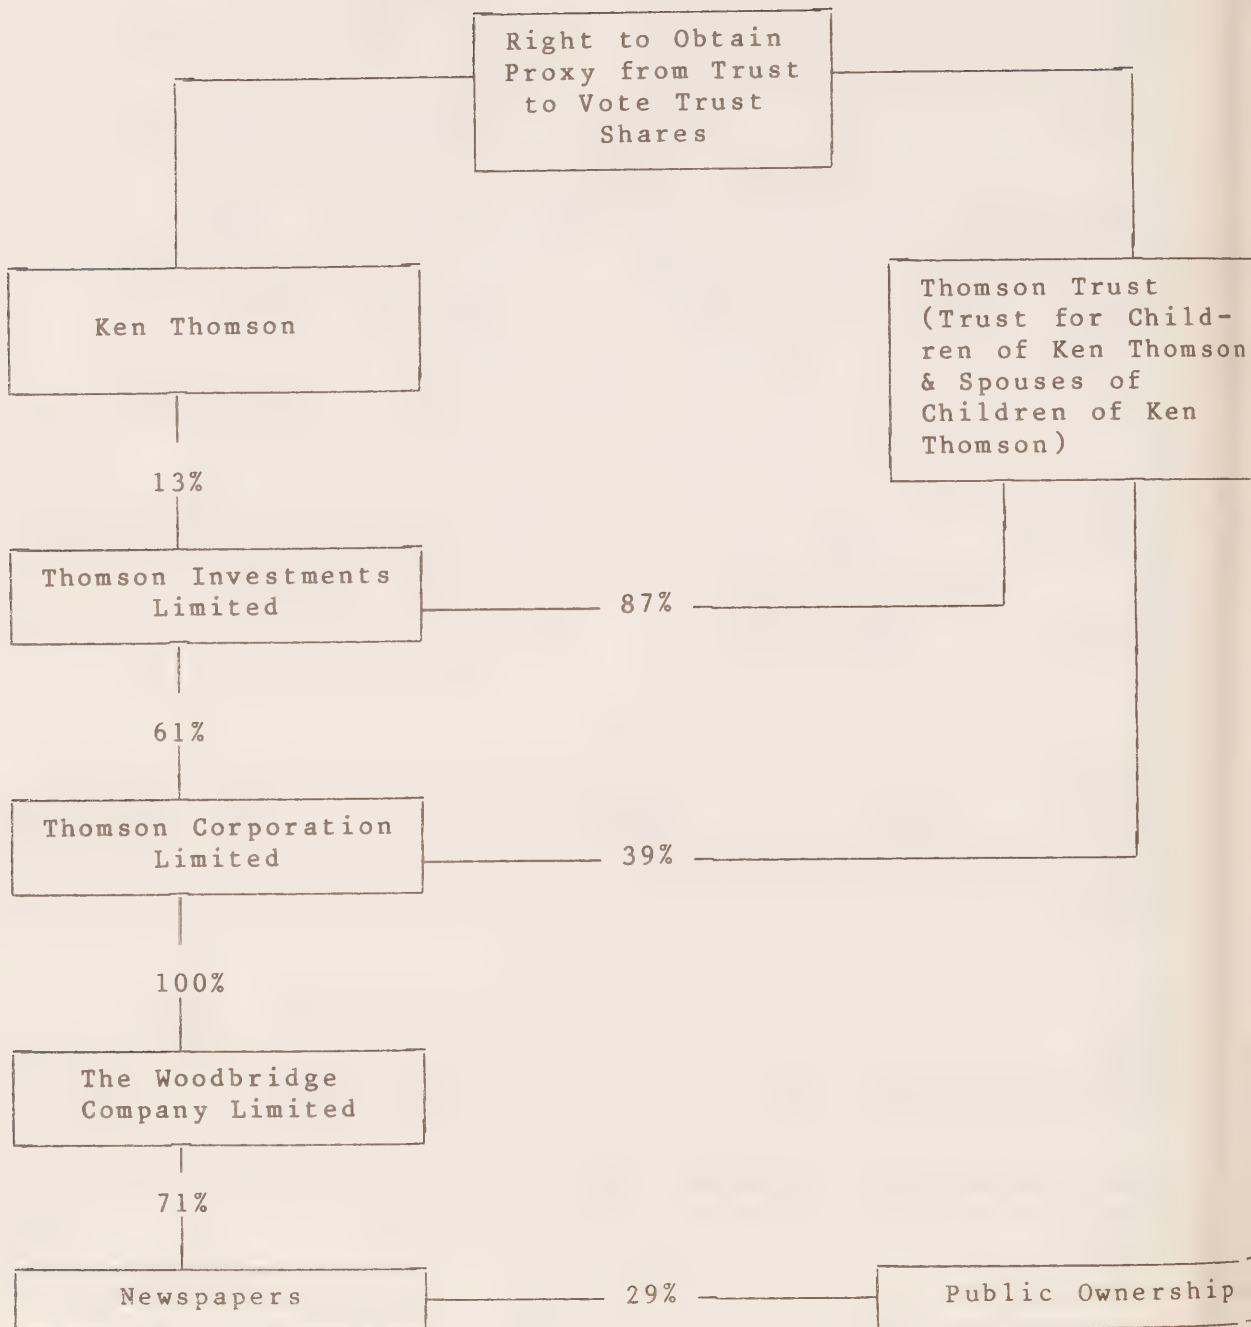 Right to Obtain
Proxy from Trust
to Vote Trust
Shares
Ken Thomson
Thomson Trust
(Trust for Child-
ren of Ken Thomson
& Spouses of
Children of Ken
Thomson)
13%
Thomson Investments
Limited
87%
61%
Thomson Corporation
Limited
39%
100%
The Woodbridge
Company Limited
71%
Newspapers
29%
Public Ownership